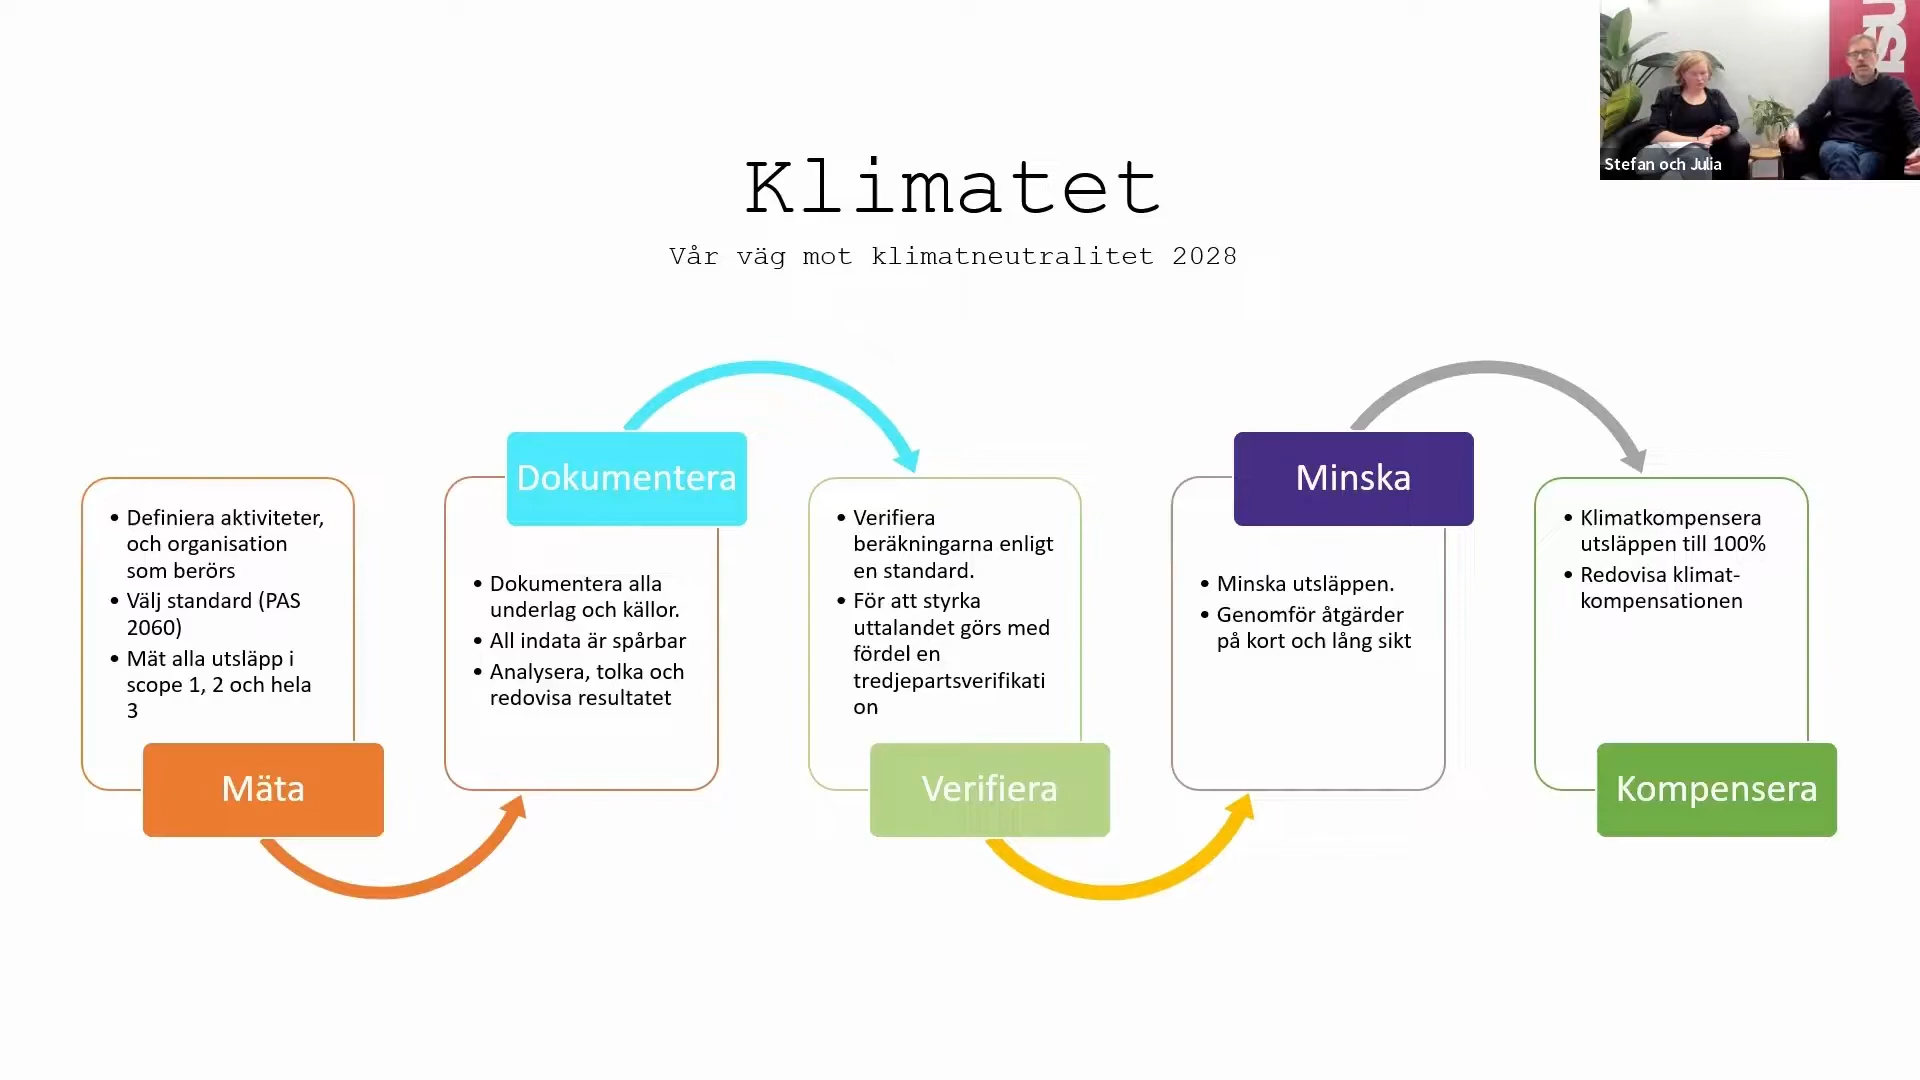 Klimatet
Vår väg mot klimatneutralitet 2028
Stefan och Julia
• Definiera aktiviteter,
och organisation
som berörs
• Välj standard (PAS
2060)
• Mät alla utsläpp i
scope 1, 2 och hela
3
Mäta
Dokumentera
• Dokumentera alla
underlag och källor.
• All indata är spårbar
• Analysera, tolka och
redovisa resultatet
• Verifiera
beräkningarna enligt
en standard.
• För att styrka
uttalandet görs med
fördel en
tredjepartsverifikati
on
Verifiera
Minska
• Minska utsläppen.
• Genomför åtgärder
på kort och lång sikt
• Klimatkompensera
utsläppen till 100%
• Redovisa klimat-
kompensationen
Kompensera